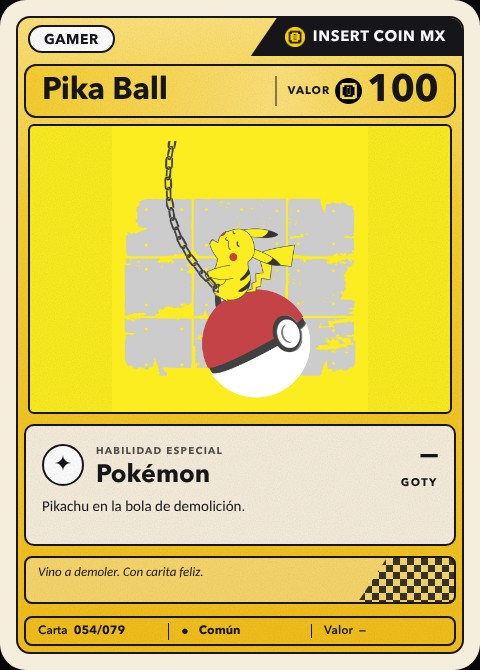 GAMER
INSERT COIN MX
Pika Ball
VALOR 100
HABILIDAD ESPECIAL
Pokémon
—
GOTY
Pikachu en la bola de demolición.
Vino a demoler. Con carita feliz.
Carta 054/079 • Común Valor —